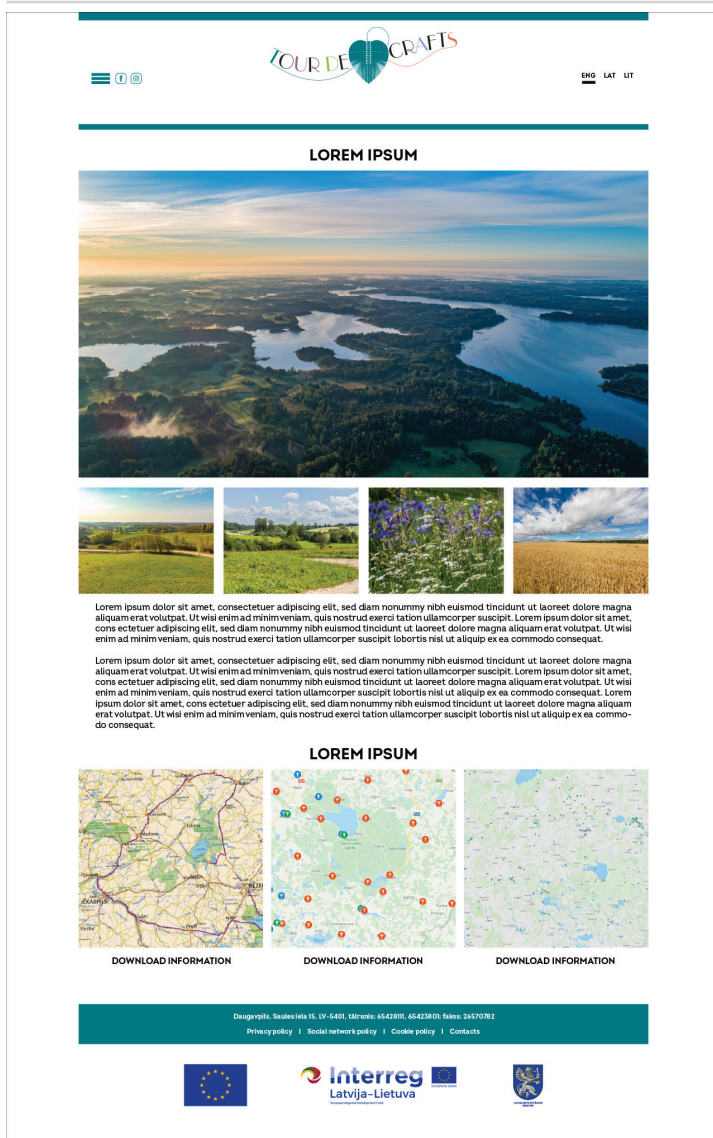 TOUR DE CRAFTS
ENG LAT LIT
LOREM IPSUM
Lorem ipsum dolor sit amet, consectetuer adipiscing elit, sed diam nonummy nibh euismod tincidunt ut laoreet dolore magna
aliquam erat volutpat. Ut wisi enim ad minim veniam, quis nostrud exerci tation ullamcorper suscipit. Lorem ipsum dolor sit amet,
cons ectetuer adipiscing elit, sed diam nonummy nibh euismod tincidunt ut laoreet dolore magna aliquam erat volutpat. Ut wisi
enim ad minim veniam, quis nostrud exerci tation ullamcorper suscipit lobortis nisl ut aliquip ex ea commodo consequat.
Lorem ipsum dolor sit amet, consectetuer adipiscing elit, sed diam nonummy nibh euismod tincidunt ut laoreet dolore magna
aliquam erat volutpat. Ut wisi enim ad minim veniam, quis nostrud exerci tation ullamcorper suscipit. Lorem ipsum dolor sit amet,
cons ectetuer adipiscing elit, sed diam nonummy nibh euismod tincidunt ut laoreet dolore magna aliquam erat volutpat. Ut wisi
enim ad minim veniam, quis nostrud exerci tation ullamcorper suscipit lobortis nisl ut aliquip ex ea commodo consequat. Lorem
ipsum dolor sit amet, cons ectetuer adipiscing elit, sed diam nonummy nibh euismod tincidunt ut laoreet dolore magna aliquam
erat volutpat. Ut wisi enim ad minim veniam, quis nostrud exerci tation ullamcorper suscipit lobortis nisl ut aliquip ex ea commo-
do consequat.
LOREM IPSUM
DOWNLOAD INFORMATION
DOWNLOAD INFORMATION
DOWNLOAD INFORMATION
Daugavpils, Saules iela 15, LV-5401, tālrunis: 65428111, 65423801; fakss: 26570782
Privacy policy I Social network policy I Cookie policy I Contacts
Interreg
Latvija-Lietuva
European Regional Development Fund
EUROPEAN UNION